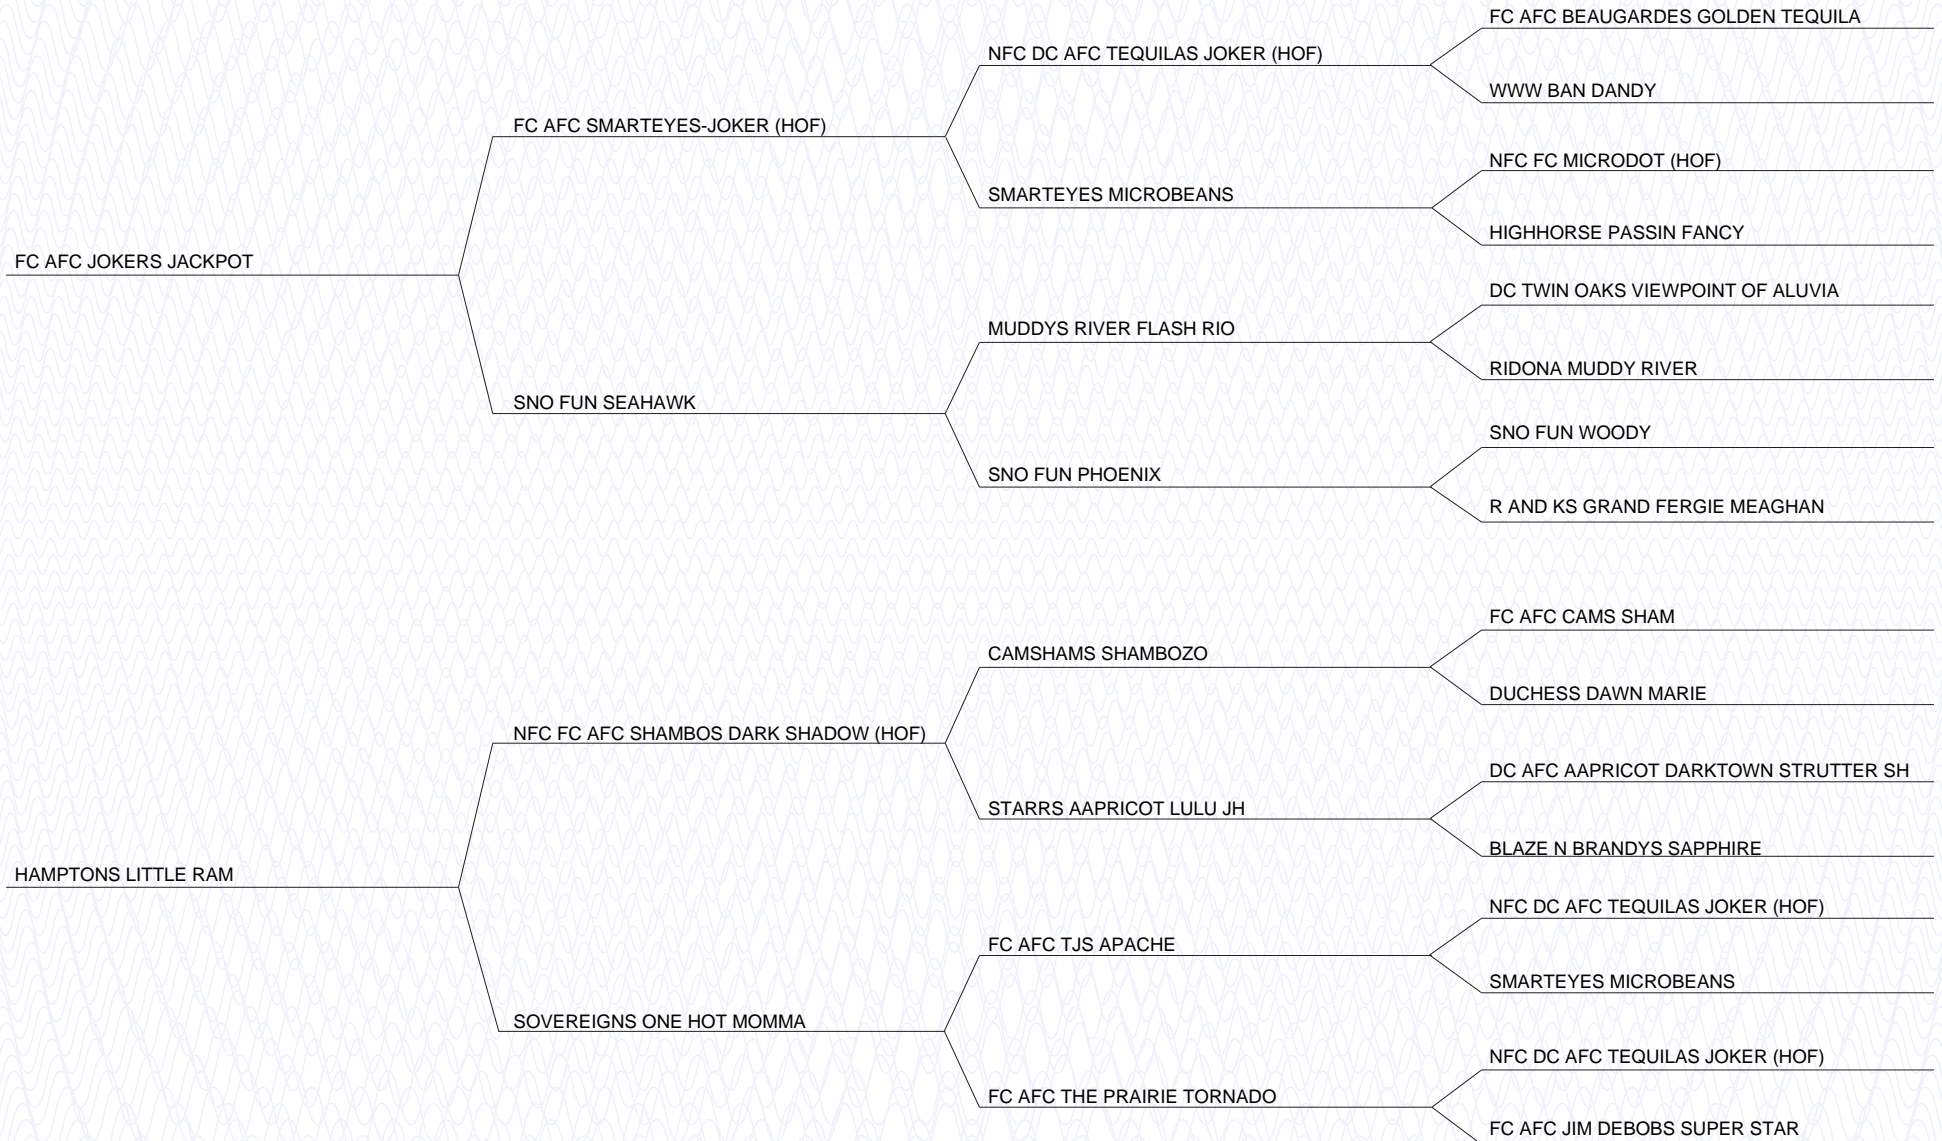 FC AFC BEAUGARDES GOLDEN TEQUILA
NFC DC AFC TEQUILAS JOKER (HOF)
WWW BAN DANDY
FC AFC SMARTEYES-JOKER (HOF)
NFC FC MICRODOT (HOF)
SMARTEYES MICROBEANS
HIGHHORSE PASSIN FANCY
FC AFC JOKERS JACKPOT
DC TWIN OAKS VIEWPOINT OF ALUVIA
MUDDYS RIVER FLASH RIO
RIDONA MUDDY RIVER
SNO FUN SEAHAWK
SNO FUN WOODY
SNO FUN PHOENIX
R AND KS GRAND FERGIE MEAGHAN
FC AFC CAMS SHAM
CAMSHAMS SHAMBOZO
DUCHESS DAWN MARIE
NFC FC AFC SHAMBOS DARK SHADOW (HOF)
DC AFC AAPRICOT DARKTOWN STRUTTER SH
STARRS AAPRICOT LULU JH
BLAZE N BRANDYS SAPPHIRE
HAMPTONS LITTLE RAM
NFC DC AFC TEQUILAS JOKER (HOF)
FC AFC TJS APACHE
SMARTEYES MICROBEANS
SOVEREIGNS ONE HOT MOMMA
NFC DC AFC TEQUILAS JOKER (HOF)
FC AFC THE PRAIRIE TORNADO
FC AFC JIM DEBOBS SUPER STAR